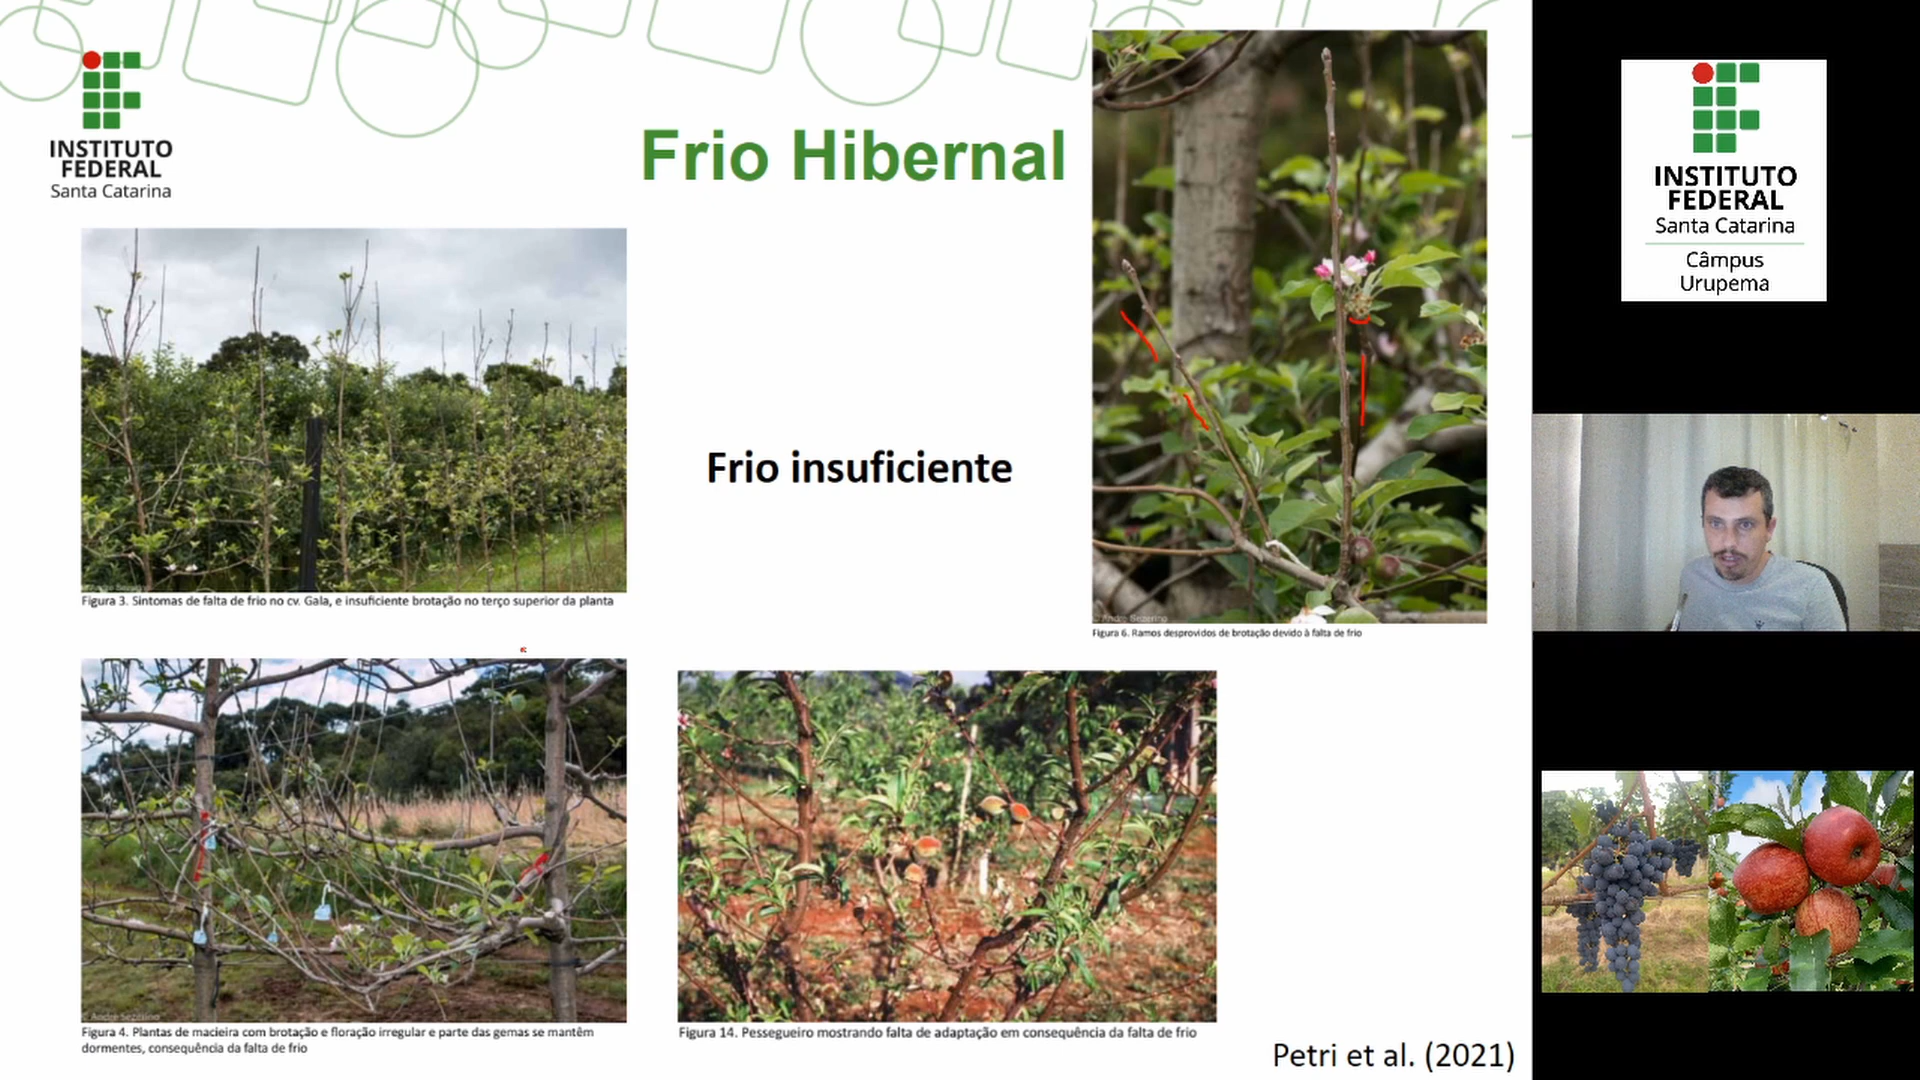 INSTITUTO
FEDERAL
Santa Catarina
Frio Hibernal
Frio insuficiente
Figura 3. Sintomas de falta de frio no cv. Gala, e insuficiente brotação no terço superior da planta
© André Sezerino
Figura 6. Ramos desprovidos de brotação devido à falta de frio
© André Sezerino
Figura 4. Plantas de macieira com brotação e floração irregular e parte das gemas se mantêm
dormentes, consequência da falta de frio
Figura 14. Pessegueiro mostrando falta de adaptação em consequência da falta de frio
Petri et al. (2021)
INSTITUTO
FEDERAL
Santa Catarina
Câmpus
Urupema